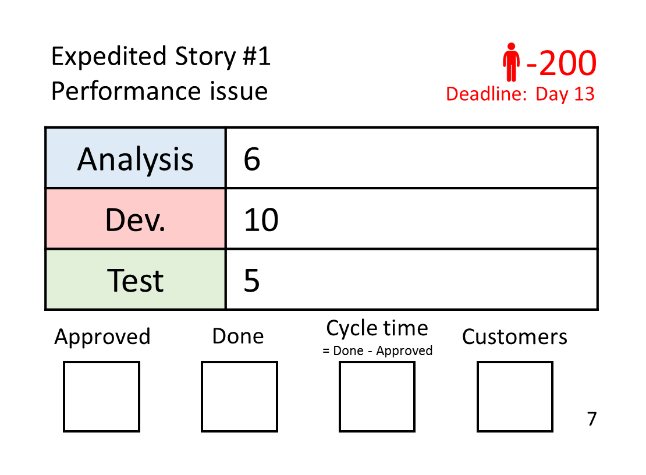 Expedited Story #1
Performance issue
-200
Deadline: Day 13
Analysis 6
Dev. 10
Test 5
Approved Done Cycle time Customers
= Done - Approved
7